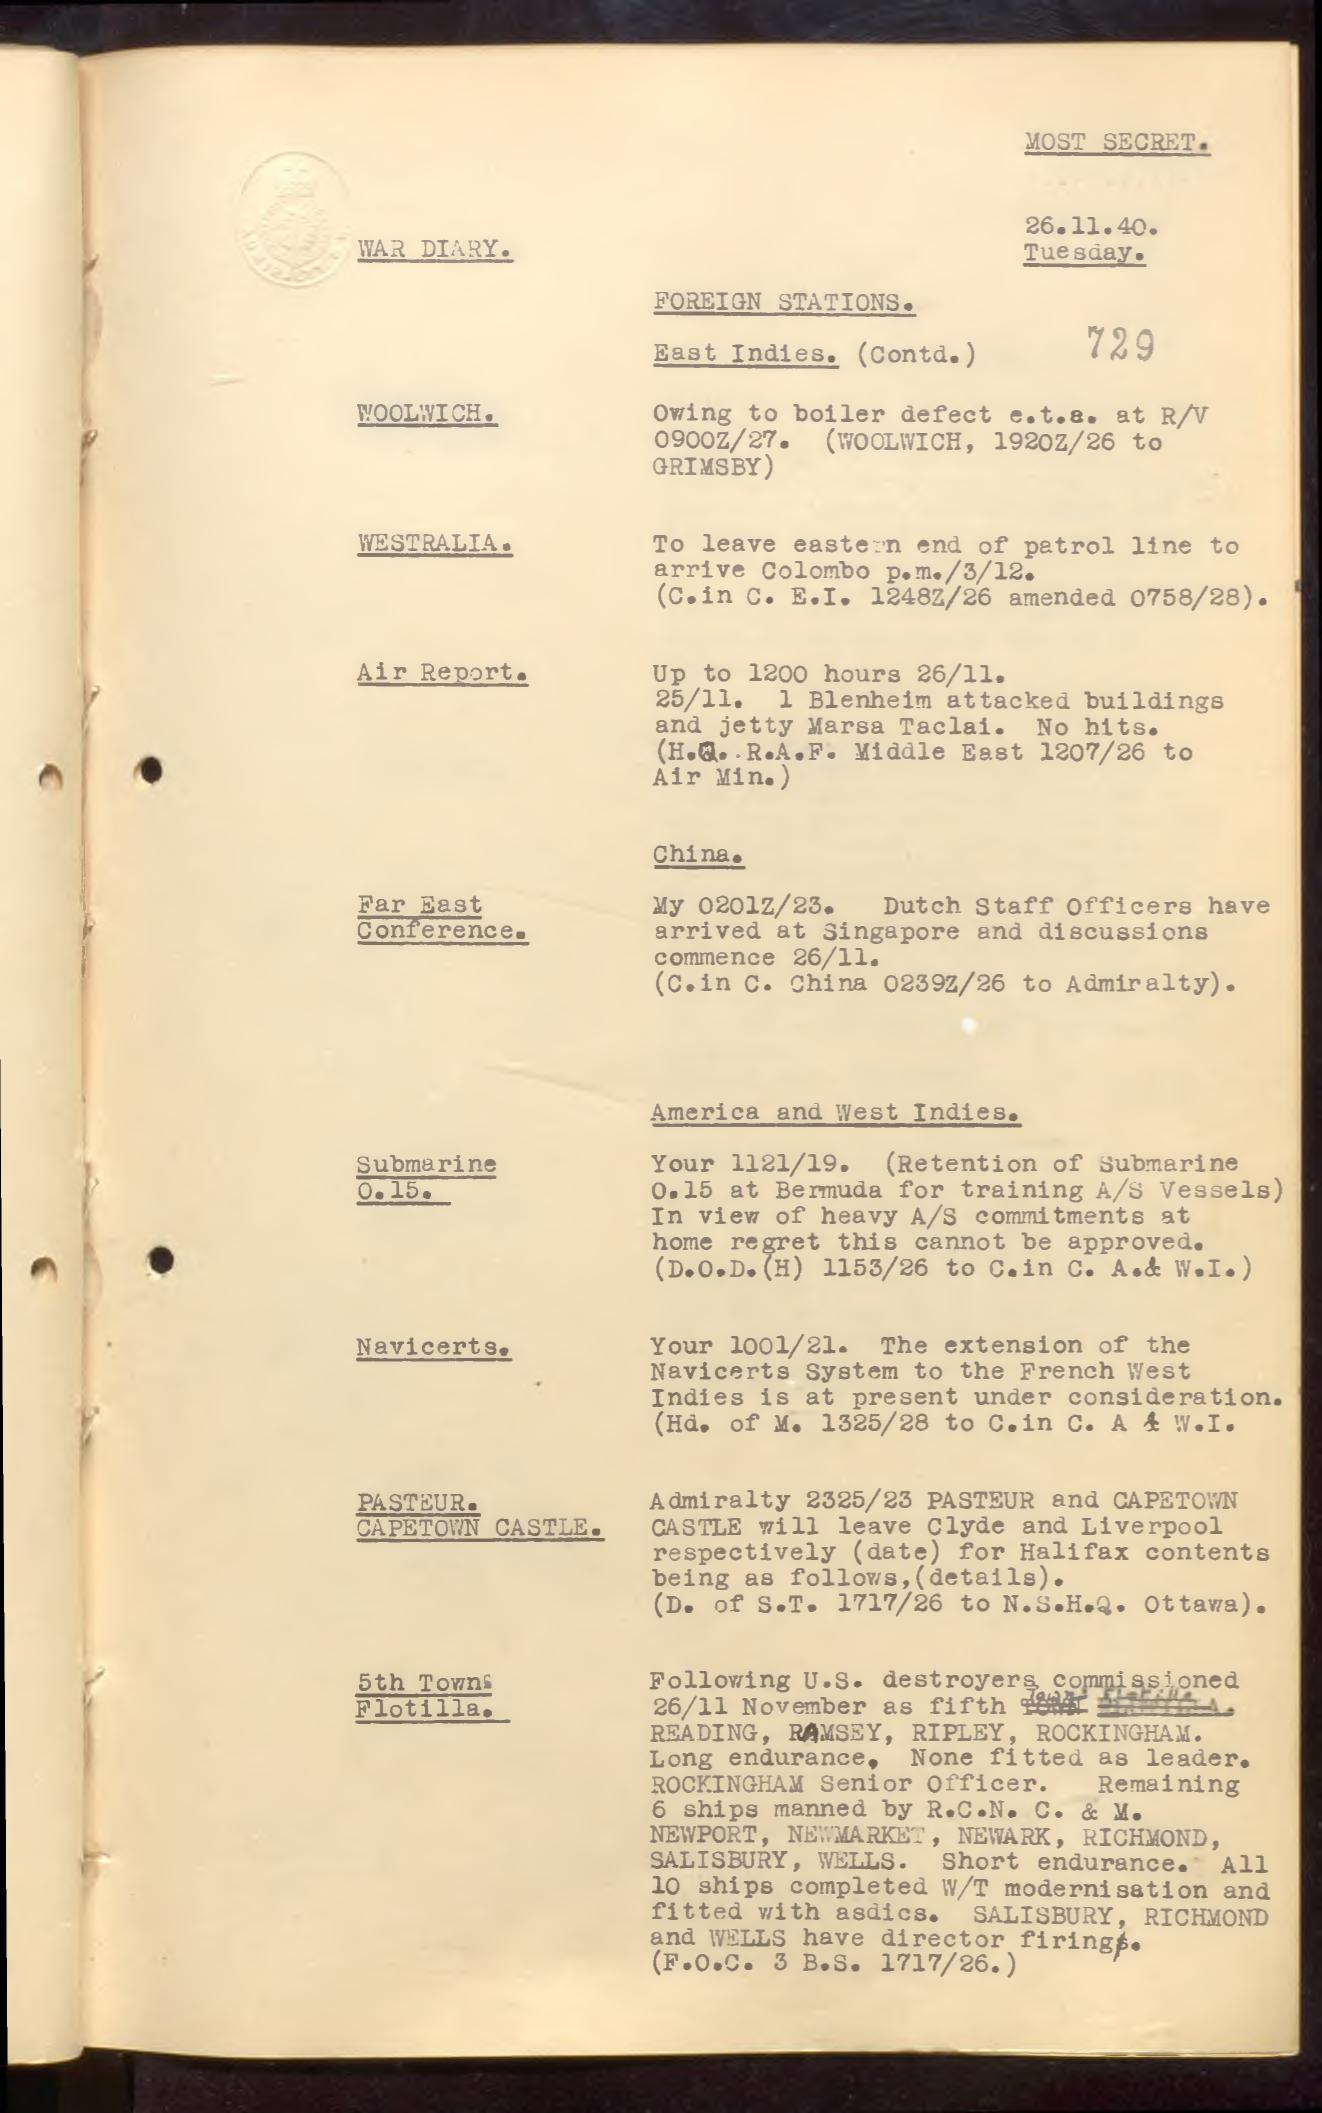 MOST SECRET.
26.11.40.
WAR DIARY. Tuesday.
FOREIGN STATIONS.
East Indies. (Contd.) 729
WOOLWICH. Owing to boiler defect e.t.a. at R/V
0900Z/27. (WOOLWICH, 1920Z/26 to
GRIMSBY)
WESTRALIA. To leave eastern end of patrol line to
arrive Colombo p.m./3/12.
(C.in C. E.I. 1248Z/26 amended 0758/28).
Air Report. Up to 1200 hours 26/11.
25/11. 1 Blenheim attacked buildings
and jetty Marsa Taclai. No hits.
(H.Q. R.A.F. Middle East 1207/26 to
Air Min.)
China.
Far East My 0201Z/23. Dutch Staff Officers have
Conference. arrived at Singapore and discussions
commence 26/11.
(C.in C. China 0239Z/26 to Admiralty).
America and West Indies.
Submarine Your 1121/19. (Retention of Submarine
O.15. O.15 at Bermuda for training A/S Vessels)
In view of heavy A/S commitments at
home regret this cannot be approved.
(D.O.D.(H) 1153/26 to C.in C. A.& W.I.)
Navicerts. Your 1001/21. The extension of the
Navicerts System to the French West
Indies is at present under consideration.
(Hd. of M. 1325/28 to C.in C. A & W.I.
PASTEUR. Admiralty 2325/23 PASTEUR and CAPETOWN
CAPETOWN CASTLE. CASTLE will leave Clyde and Liverpool
respectively (date) for Halifax contents
being as follows,(details).
(D. of S.T. 1717/26 to N.S.H.Q. Ottawa).
5th Towns Following U.S. destroyers commissioned
Flotilla. 26/11 November as fifth Town Flotilla.
READING, RAMSEY, RIPLEY, ROCKINGHAM.
Long endurance, None fitted as leader.
ROCKINGHAM Senior Officer. Remaining
6 ships manned by R.C.N. C. & M.
NEWPORT, NEWMARKET, NEWARK, RICHMOND,
SALISBURY, WELLS. Short endurance. All
10 ships completed W/T modernisation and
fitted with asdics. SALISBURY, RICHMOND
and WELLS have director firing.
(F.O.C. 3 B.S. 1717/26.)